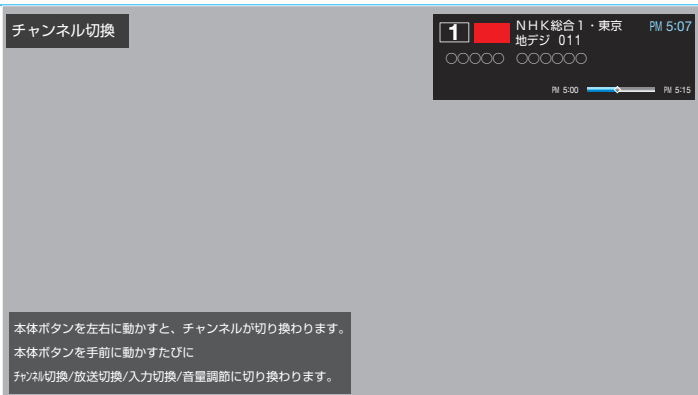 チャンネル切換
1 NHK総合1・東京 PM 5:07
地デジ 011
○○○○○ ○○○○○○
PM 5:00 PM 5:15
本体ボタンを左右に動かすと、チャンネルが切り換わります。
本体ボタンを手前に動かすたびに
ﾁｬﾝﾈﾙ切換/放送切換/入力切換/音量調節に切り換わります。